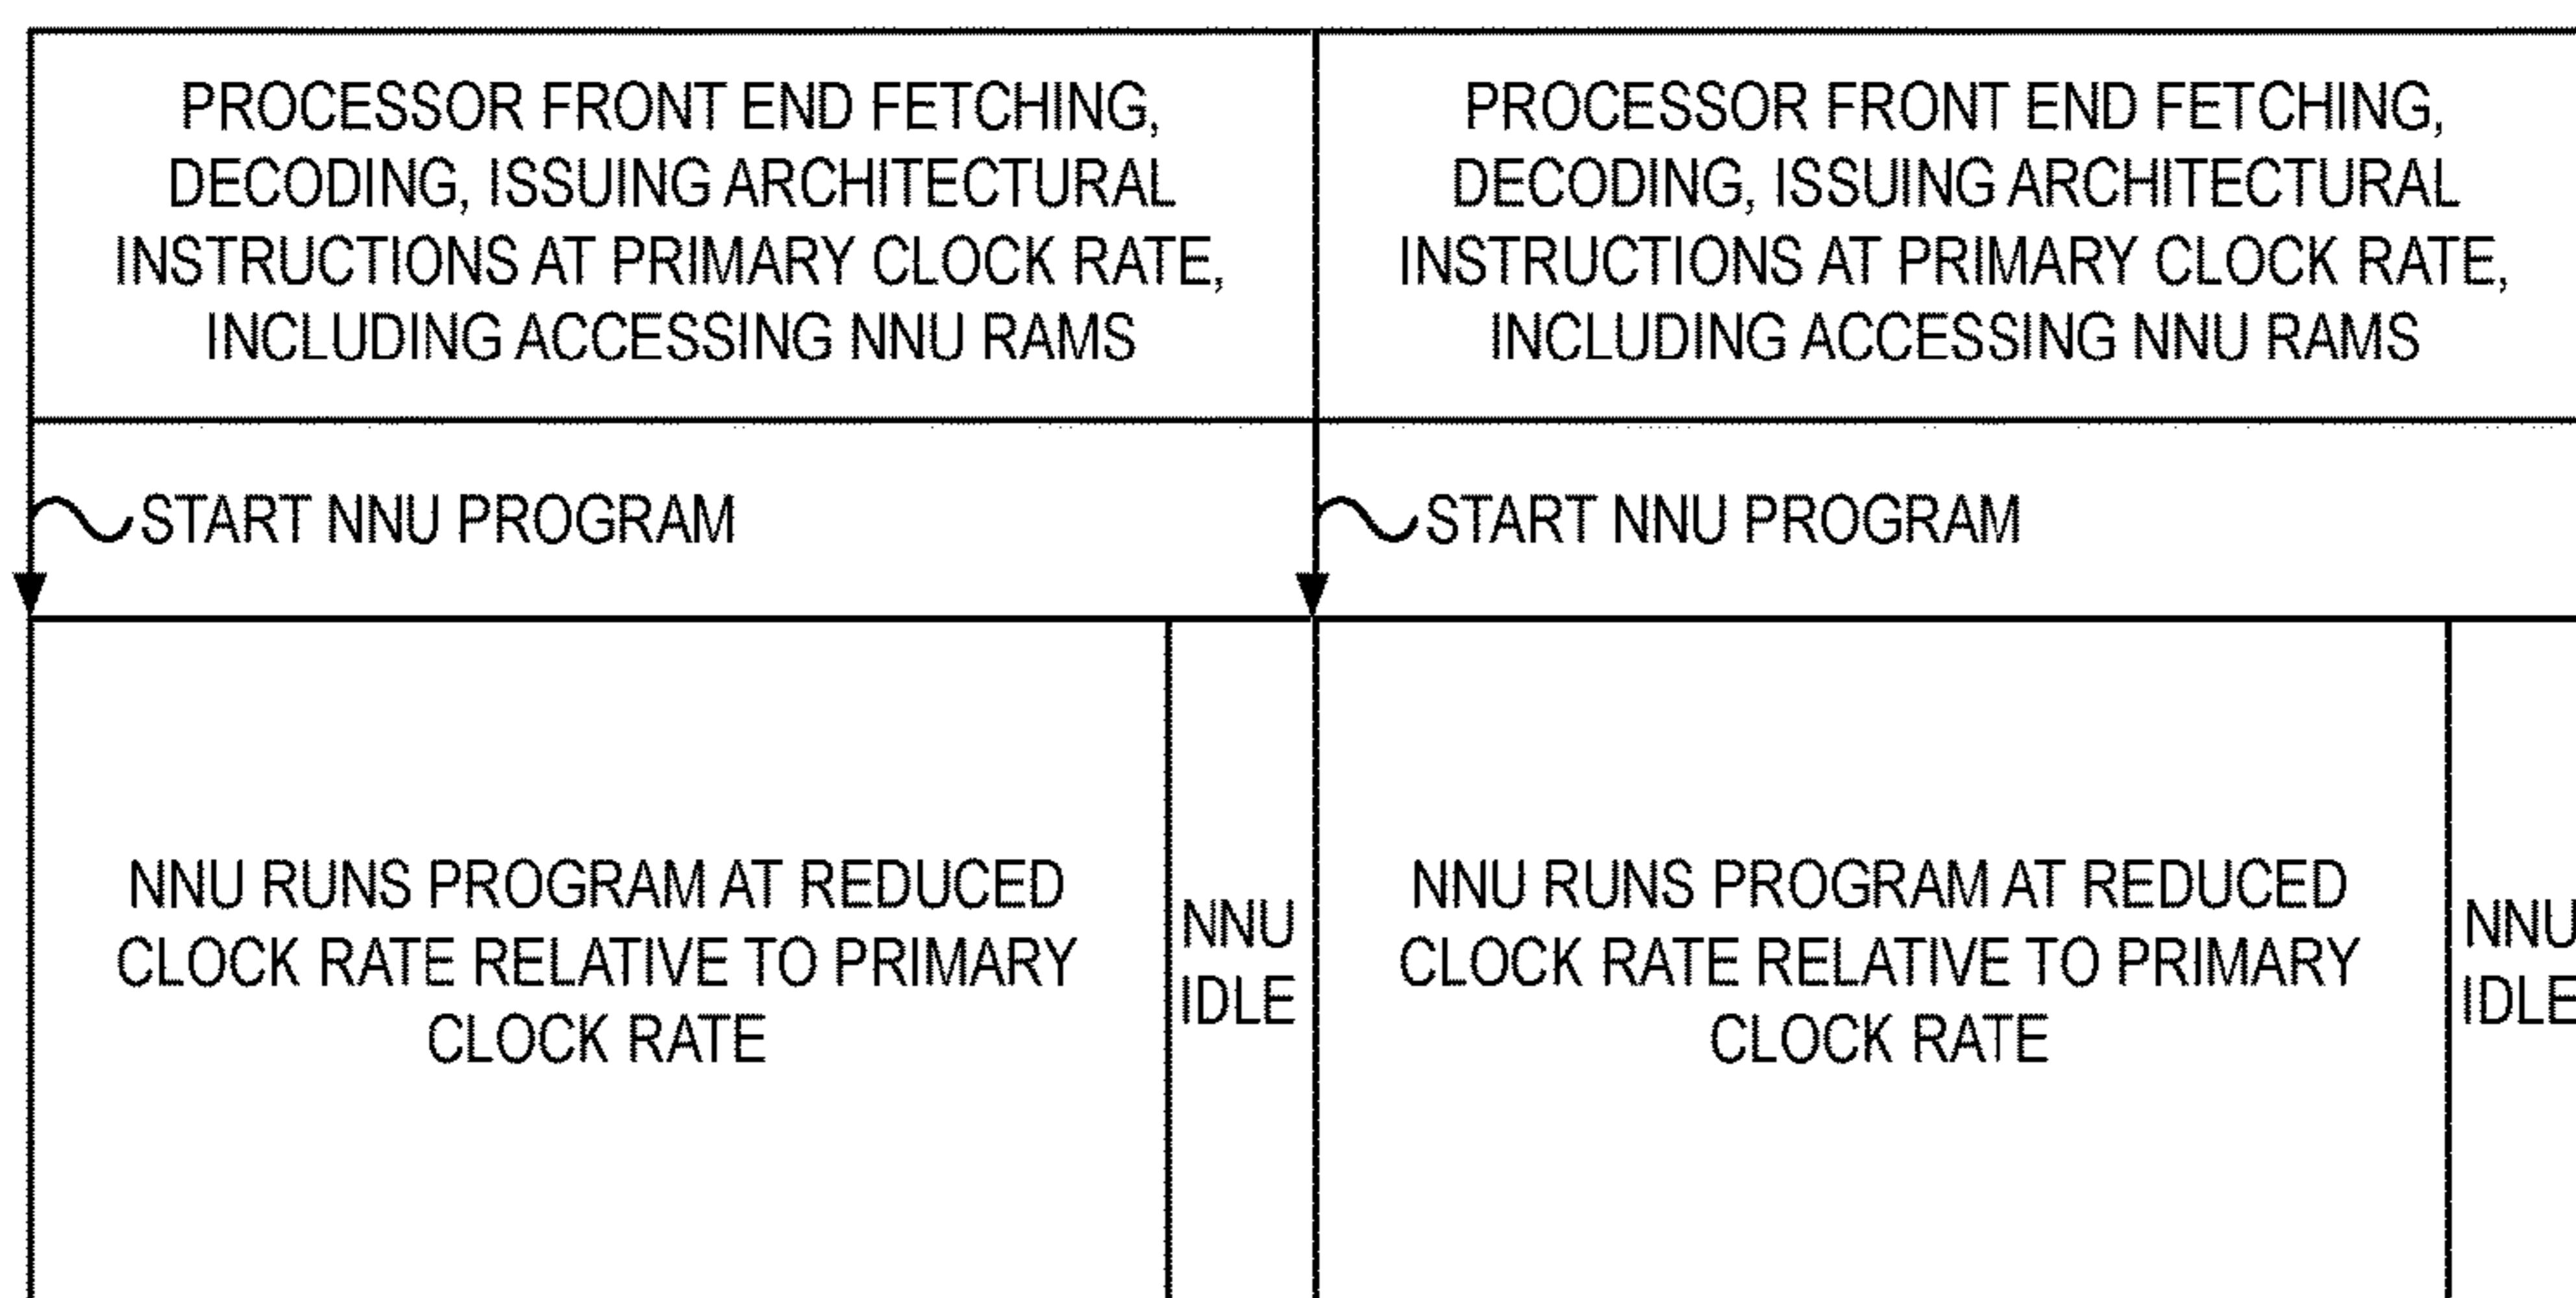 PROCESSOR FRONT END FETCHING,
DECODING, ISSUING ARCHITECTURAL
INSTRUCTIONS AT PRIMARY CLOCK RATE,
INCLUDING ACCESSING NNU RAMS
PROCESSOR FRONT END FETCHING,
DECODING, ISSUING ARCHITECTURAL
INSTRUCTIONS AT PRIMARY CLOCK RATE,
INCLUDING ACCESSING NNU RAMS
START NNU PROGRAM
START NNU PROGRAM
NNU RUNS PROGRAM AT REDUCED
CLOCK RATE RELATIVE TO PRIMARY
CLOCK RATE
NNU
IDLE
NNU RUNS PROGRAM AT REDUCED
CLOCK RATE RELATIVE TO PRIMARY
CLOCK RATE
NNU
IDLE